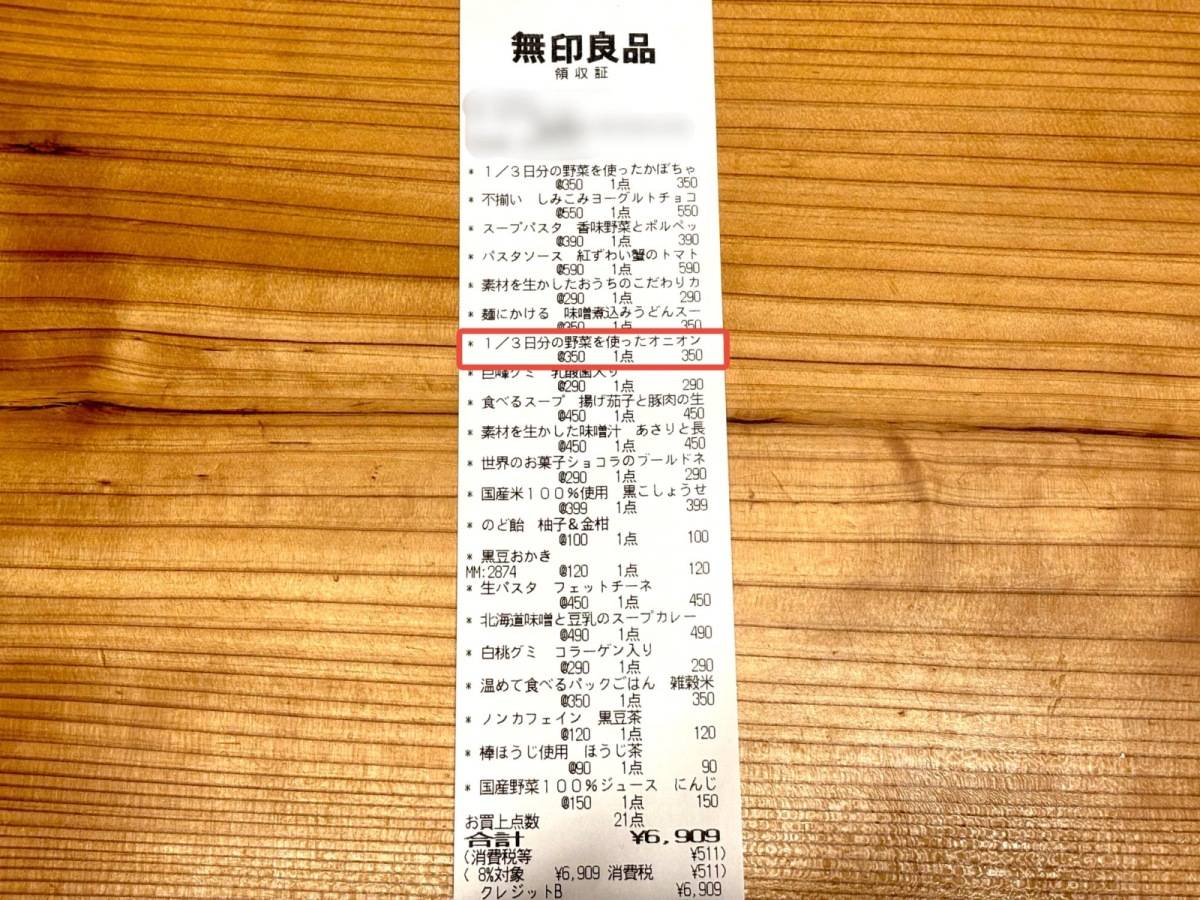 無印良品
領収証
* 1/3日分の野菜を使ったかぼちゃ
@350 1点 350
* 不揃い しみこみヨーグルトチョコ
@550 1点 550
* スープパスタ 香味野菜とポルペッ
@390 1点 390
* パスタソース 紅ずわい蟹のトマト
@590 1点 590
* 素材を生かしたおうちのこだわりカ
@290 1点 290
* 麺にかける 味噌煮込みうどんスー
@350 1点 350
* 1/3日分の野菜を使ったオニオン
@350 1点 350
* 巨峰グミ 乳酸菌入り
@290 1点 290
* 食べるスープ 揚げ茄子と豚肉の生
@450 1点 450
* 素材を生かした味噌汁 あさりと長
@450 1点 450
* 世界のお菓子ショコラのブールドネ
@290 1点 290
* 国産米100%使用 黒こしょうせ
@399 1点 399
* のど飴 柚子&金柑
@100 1点 100
* 黒豆おかき
MM:2874 @120 1点 120
* 生パスタ フェットチーネ
@450 1点 450
* 北海道味噌と豆乳のスープカレー
@490 1点 490
* 白桃グミ コラーゲン入り
@290 1点 290
* 温めて食べるパックごはん 雑穀米
@350 1点 350
* ノンカフェイン 黒豆茶
@120 1点 120
* 棒ほうじ使用 ほうじ茶
@90 1点 90
* 国産野菜100%ジュース にんじ
@150 1点 150
お買上点数 21点
合計 ¥6,909
(消費税等 ¥511)
( 8%対象 ¥6,909 消費税 ¥511)
クレジットB ¥6,909